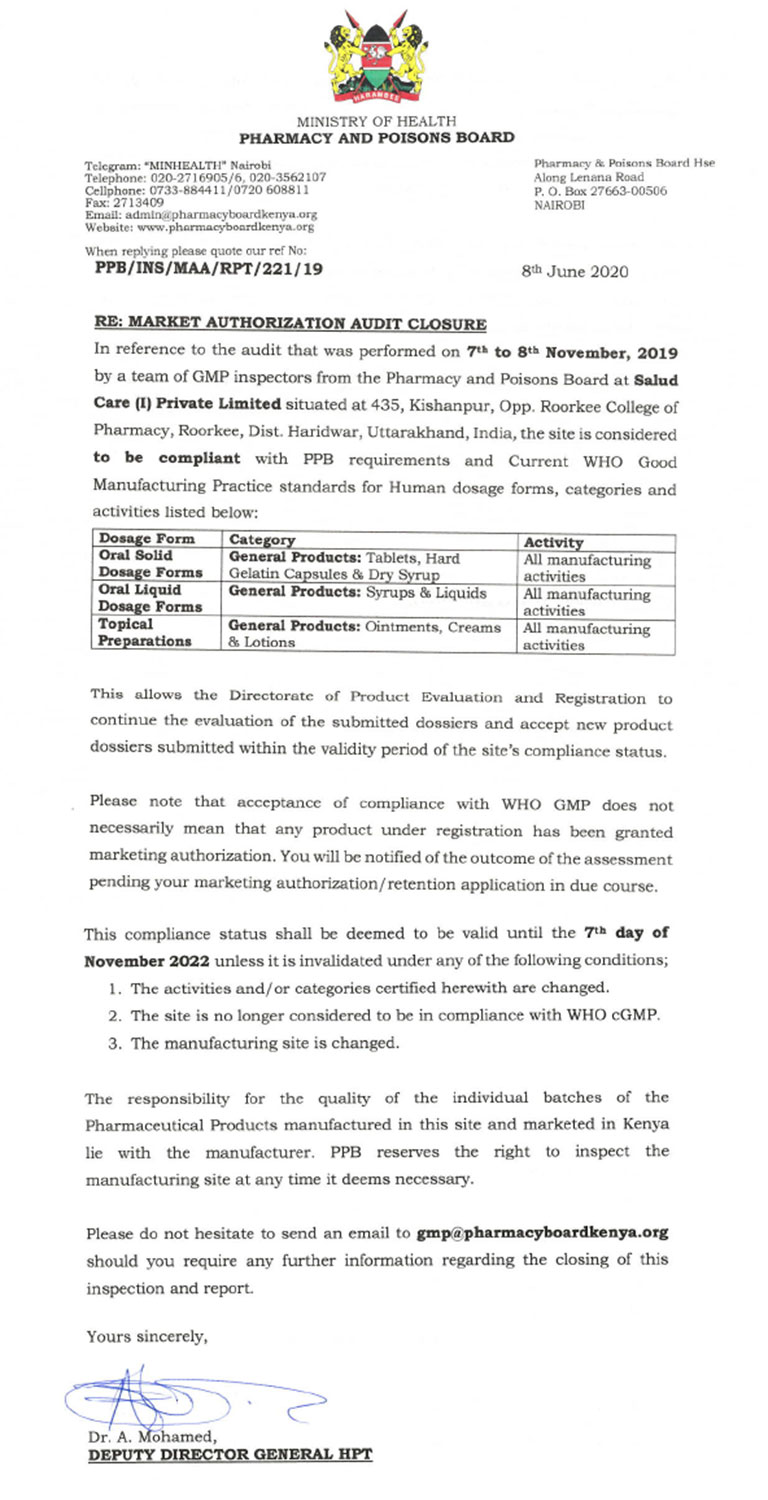 HARAMBEE
MINISTRY OF HEALTH
PHARMACY AND POISONS BOARD
Telegram: "MINHEALTH" Nairobi
Telephone: 020-2716905/6, 020-3562107
Cellphone: 0733-884411/0720 608811
Fax: 2713409
Email: admin@pharmacyboardkenya.org
Website: www.pharmacyboardkenya.org
Pharmacy & Poisons Board Hse
Along Lenana Road
P. O. Box 27663-00506
NAIROBI
When replying please quote our ref No:
PPB/INS/MAA/RPT/221/19
8th June 2020
RE: MARKET AUTHORIZATION AUDIT CLOSURE
In reference to the audit that was performed on 7th to 8th November, 2019
by a team of GMP inspectors from the Pharmacy and Poisons Board at Salud
Care (I) Private Limited situated at 435, Kishanpur, Opp. Roorkee College of
Pharmacy, Roorkee, Dist. Haridwar, Uttarakhand, India, the site is considered
to be compliant with PPB requirements and Current WHO Good
Manufacturing Practice standards for Human dosage forms, categories and
activities listed below:
Dosage Form Category Activity
Oral Solid General Products: Tablets, Hard All manufacturing
Dosage Forms Gelatin Capsules & Dry Syrup activities
Oral Liquid General Products: Syrups & Liquids All manufacturing
Dosage Forms activities
Topical General Products: Ointments, Creams All manufacturing
Preparations & Lotions activities
This allows the Directorate of Product Evaluation and Registration to
continue the evaluation of the submitted dossiers and accept new product
dossiers submitted within the validity period of the site's compliance status.
Please note that acceptance of compliance with WHO GMP does not
necessarily mean that any product under registration has been granted
marketing authorization. You will be notified of the outcome of the assessment
pending your marketing authorization/retention application in due course.
This compliance status shall be deemed to be valid until the 7th day of
November 2022 unless it is invalidated under any of the following conditions;
1. The activities and/or categories certified herewith are changed.
2. The site is no longer considered to be in compliance with WHO cGMP.
3. The manufacturing site is changed.
The responsibility for the quality of the individual batches of the
Pharmaceutical Products manufactured in this site and marketed in Kenya
lie with the manufacturer. PPB reserves the right to inspect the
manufacturing site at any time it deems necessary.
Please do not hesitate to send an email to gmp@pharmacyboardkenya.org
should you require any further information regarding the closing of this
inspection and report.
Yours sincerely,
Dr. A. Mohamed,
DEPUTY DIRECTOR GENERAL HPT